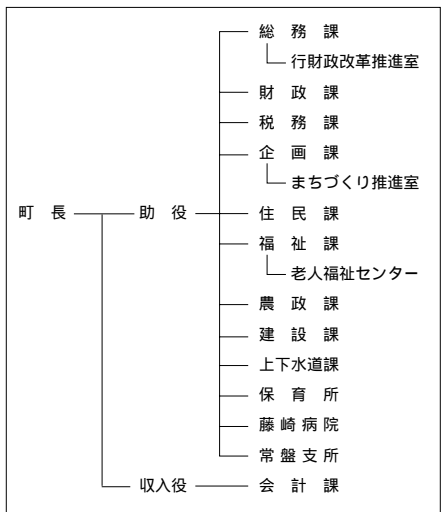 総務課
行財政改革推進室
財政課
税務課
企画課
まちづくり推進室
町長 助役 住民課
福祉課
老人福祉センター
農政課
建設課
上下水道課
保育所
藤崎病院
常盤支所
収入役 会計課